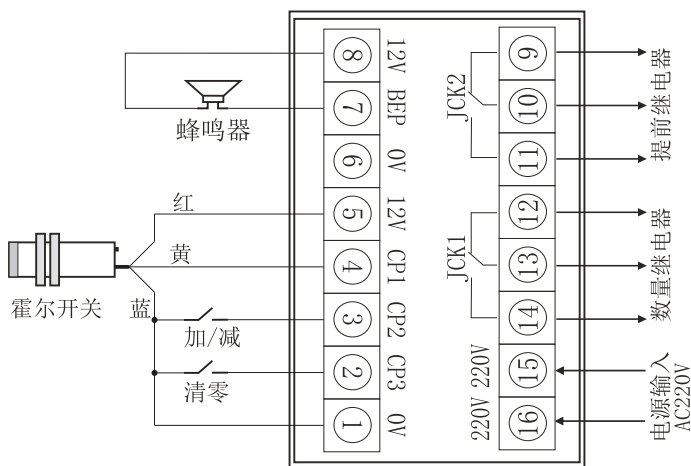 蜂鸣器
红
黄
蓝
霍尔开关
加/减
清零
8 12V
7 BEP
6 0V
5 12V
4 CP1
3 CP2
2 CP3
1 0V
JCK2
JCK1
220V 220V
9
10
11
12
13
14
15
16
提前继电器
数量继电器
电源输入
AC220V